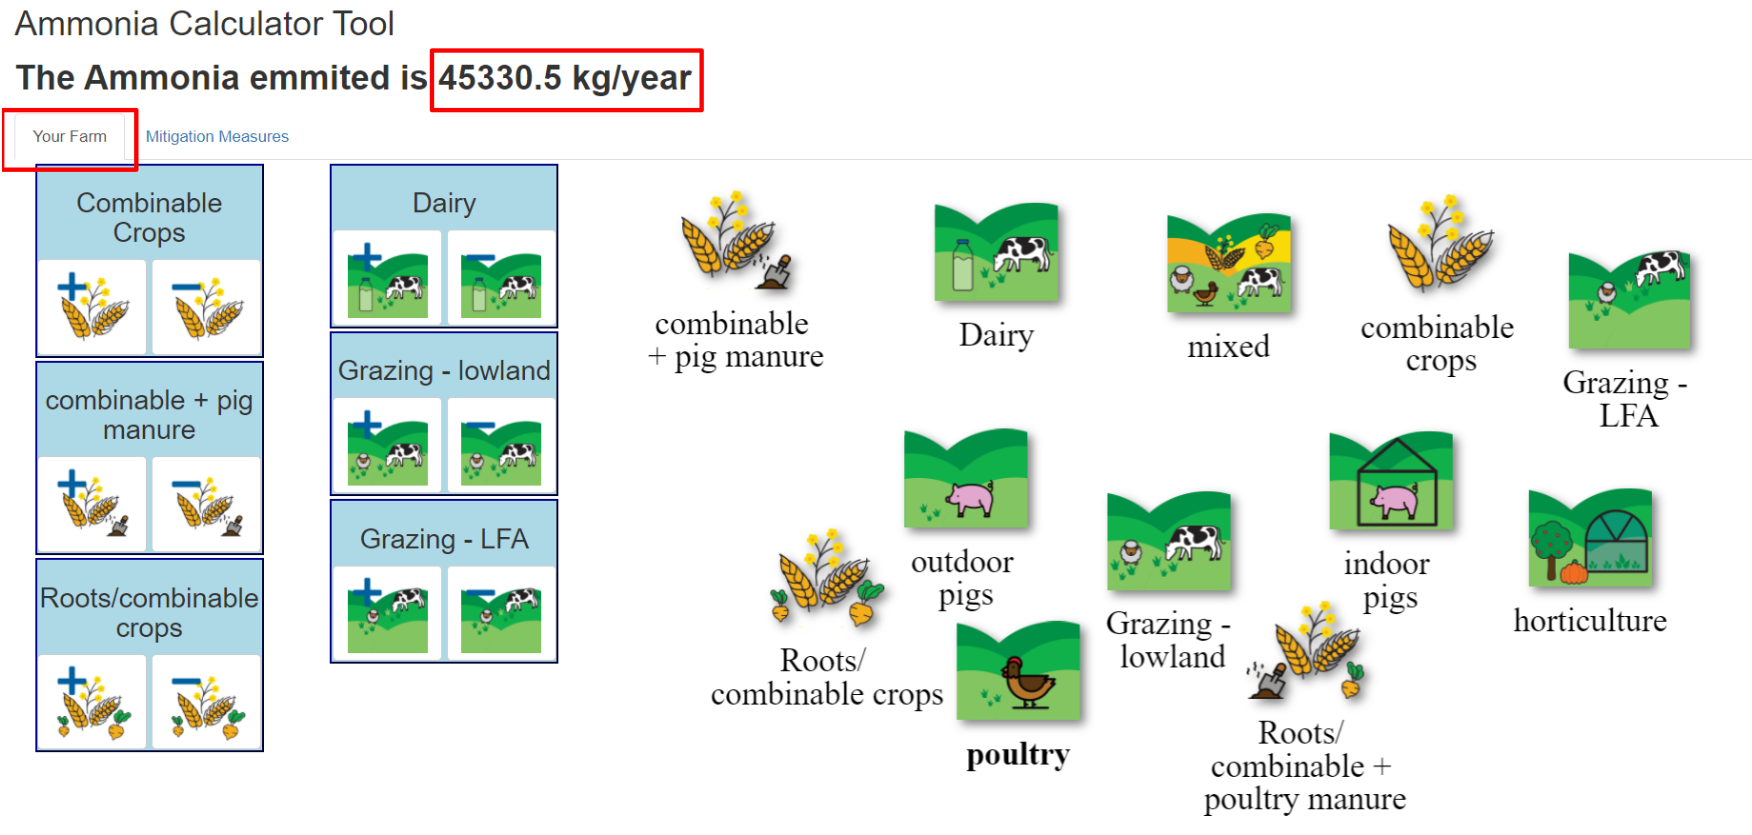 Ammonia Calculator Tool
The Ammonia emmited is 45330.5 kg/year
Your Farm
Mitigation Measures
Combinable
Crops
combinable + pig
manure
Roots/combinable
crops
Dairy
Grazing - lowland
Grazing - LFA
combinable
+ pig manure
Dairy
mixed
combinable
crops
Grazing -
LFA
outdoor
pigs
Grazing -
lowland
indoor
pigs
horticulture
Roots/
combinable crops
poultry
Roots/
combinable +
poultry manure